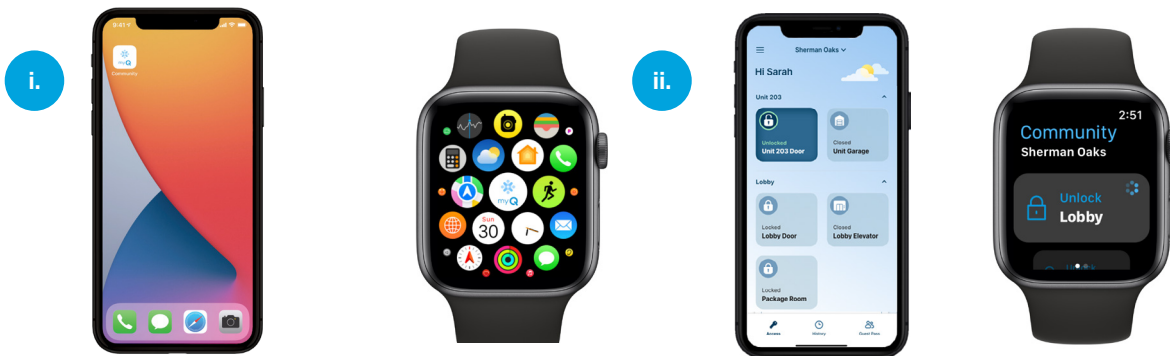 i.
9:41
myQ
Community
myQ
Sun
30
ii.
Sherman Oaks
Hi Sarah
Unit 203
Unlocked
Unit 203 Door
Closed
Unit Garage
Lobby
Locked
Lobby Door
Closed
Lobby Elevator
Locked
Package Room
Access
History
Guest Pass
2:51
Community
Sherman Oaks
Unlock
Lobby
Unlock